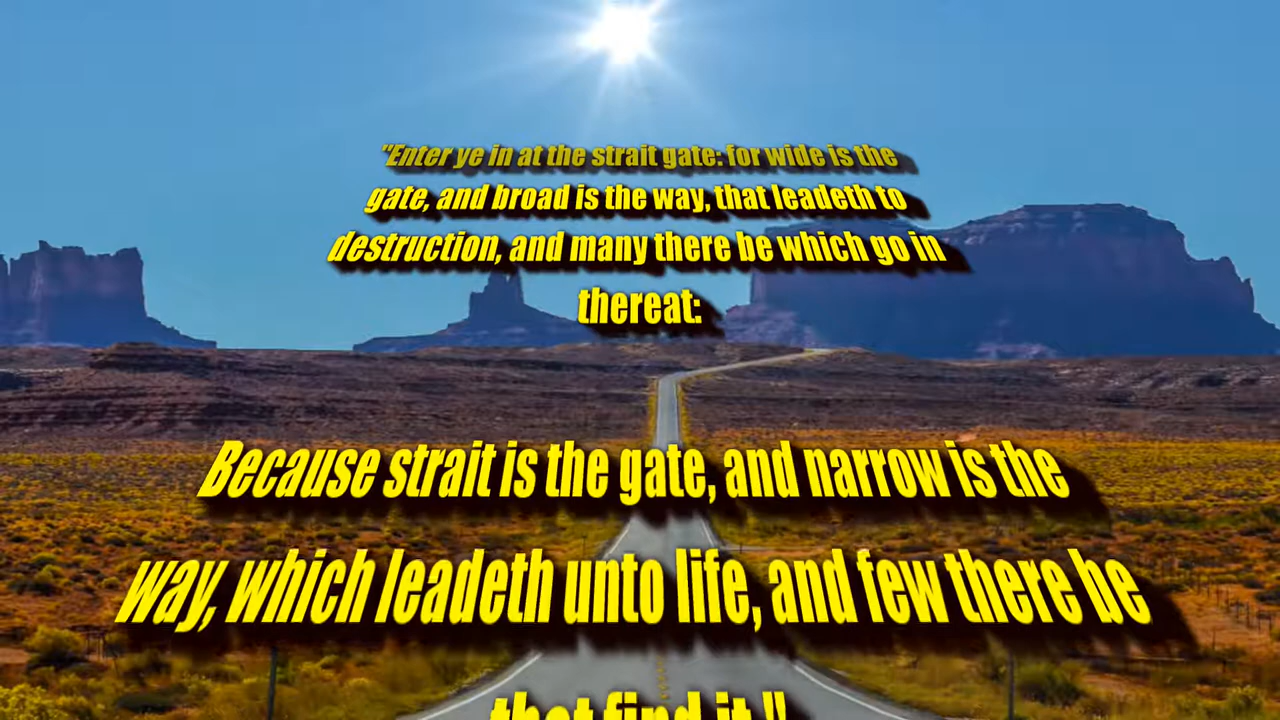 "Enter ye in at the strait gate: for wide is the
gate, and broad is the way, that leadeth to
destruction, and many there be which go in
thereat:
Because strait is the gate, and narrow is the
way, which leadeth unto life, and few there be
that find it."